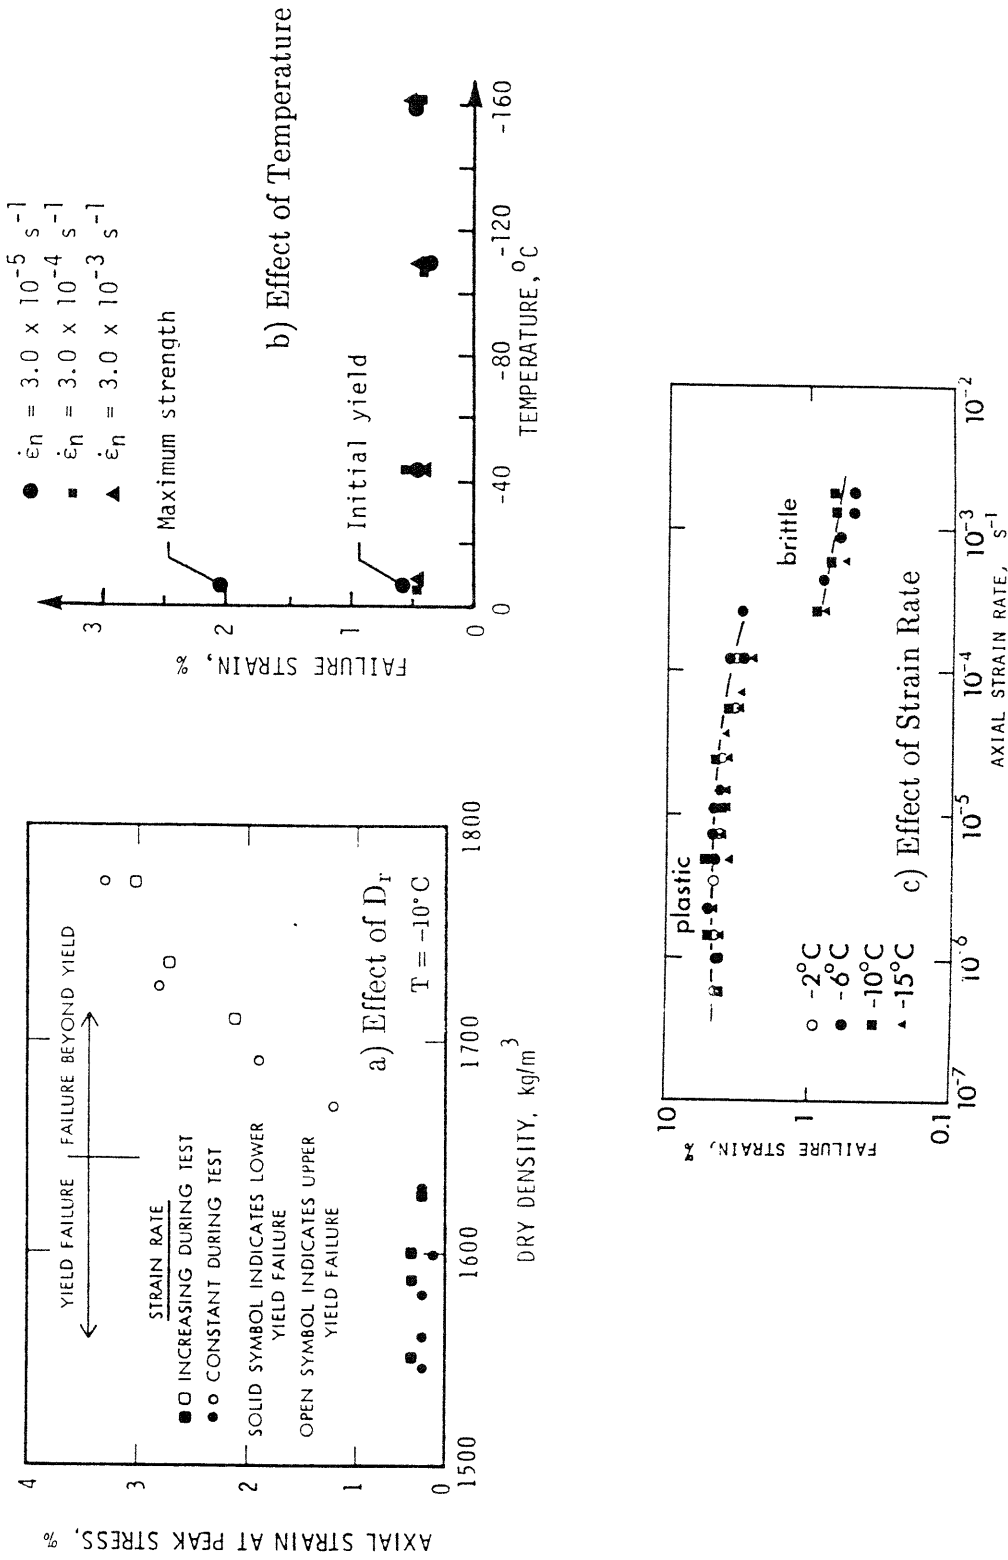 4
3
2
1
0
AXIAL STRAIN AT PEAK STRESS, %
YIELD FAILURE FAILURE BEYOND YIELD
STRAIN RATE
■ □ INCREASING DURING TEST
● ○ CONSTANT DURING TEST
SOLID SYMBOL INDICATES LOWER
YIELD FAILURE
OPEN SYMBOL INDICATES UPPER
YIELD FAILURE
a) Effect of D_r
T = -10°C
1500
1600
1700
1800
DRY DENSITY, kg/m³
● ε̇n = 3.0 x 10⁻⁵ s⁻¹
■ ε̇n = 3.0 x 10⁻⁴ s⁻¹
▲ ε̇n = 3.0 x 10⁻³ s⁻¹
3
2
1
0
FAILURE STRAIN, %
Maximum strength
Initial yield
b) Effect of Temperature
0
-40
-80
-120
-160
TEMPERATURE, °C
10
1
0.1
FAILURE STRAIN, %
plastic
brittle
○ -2°C
● -6°C
■ -10°C
▲ -15°C
c) Effect of Strain Rate
10⁻⁷
10⁻⁶
10⁻⁵
10⁻⁴
10⁻³
10⁻²
AXIAL STRAIN RATE, s⁻¹